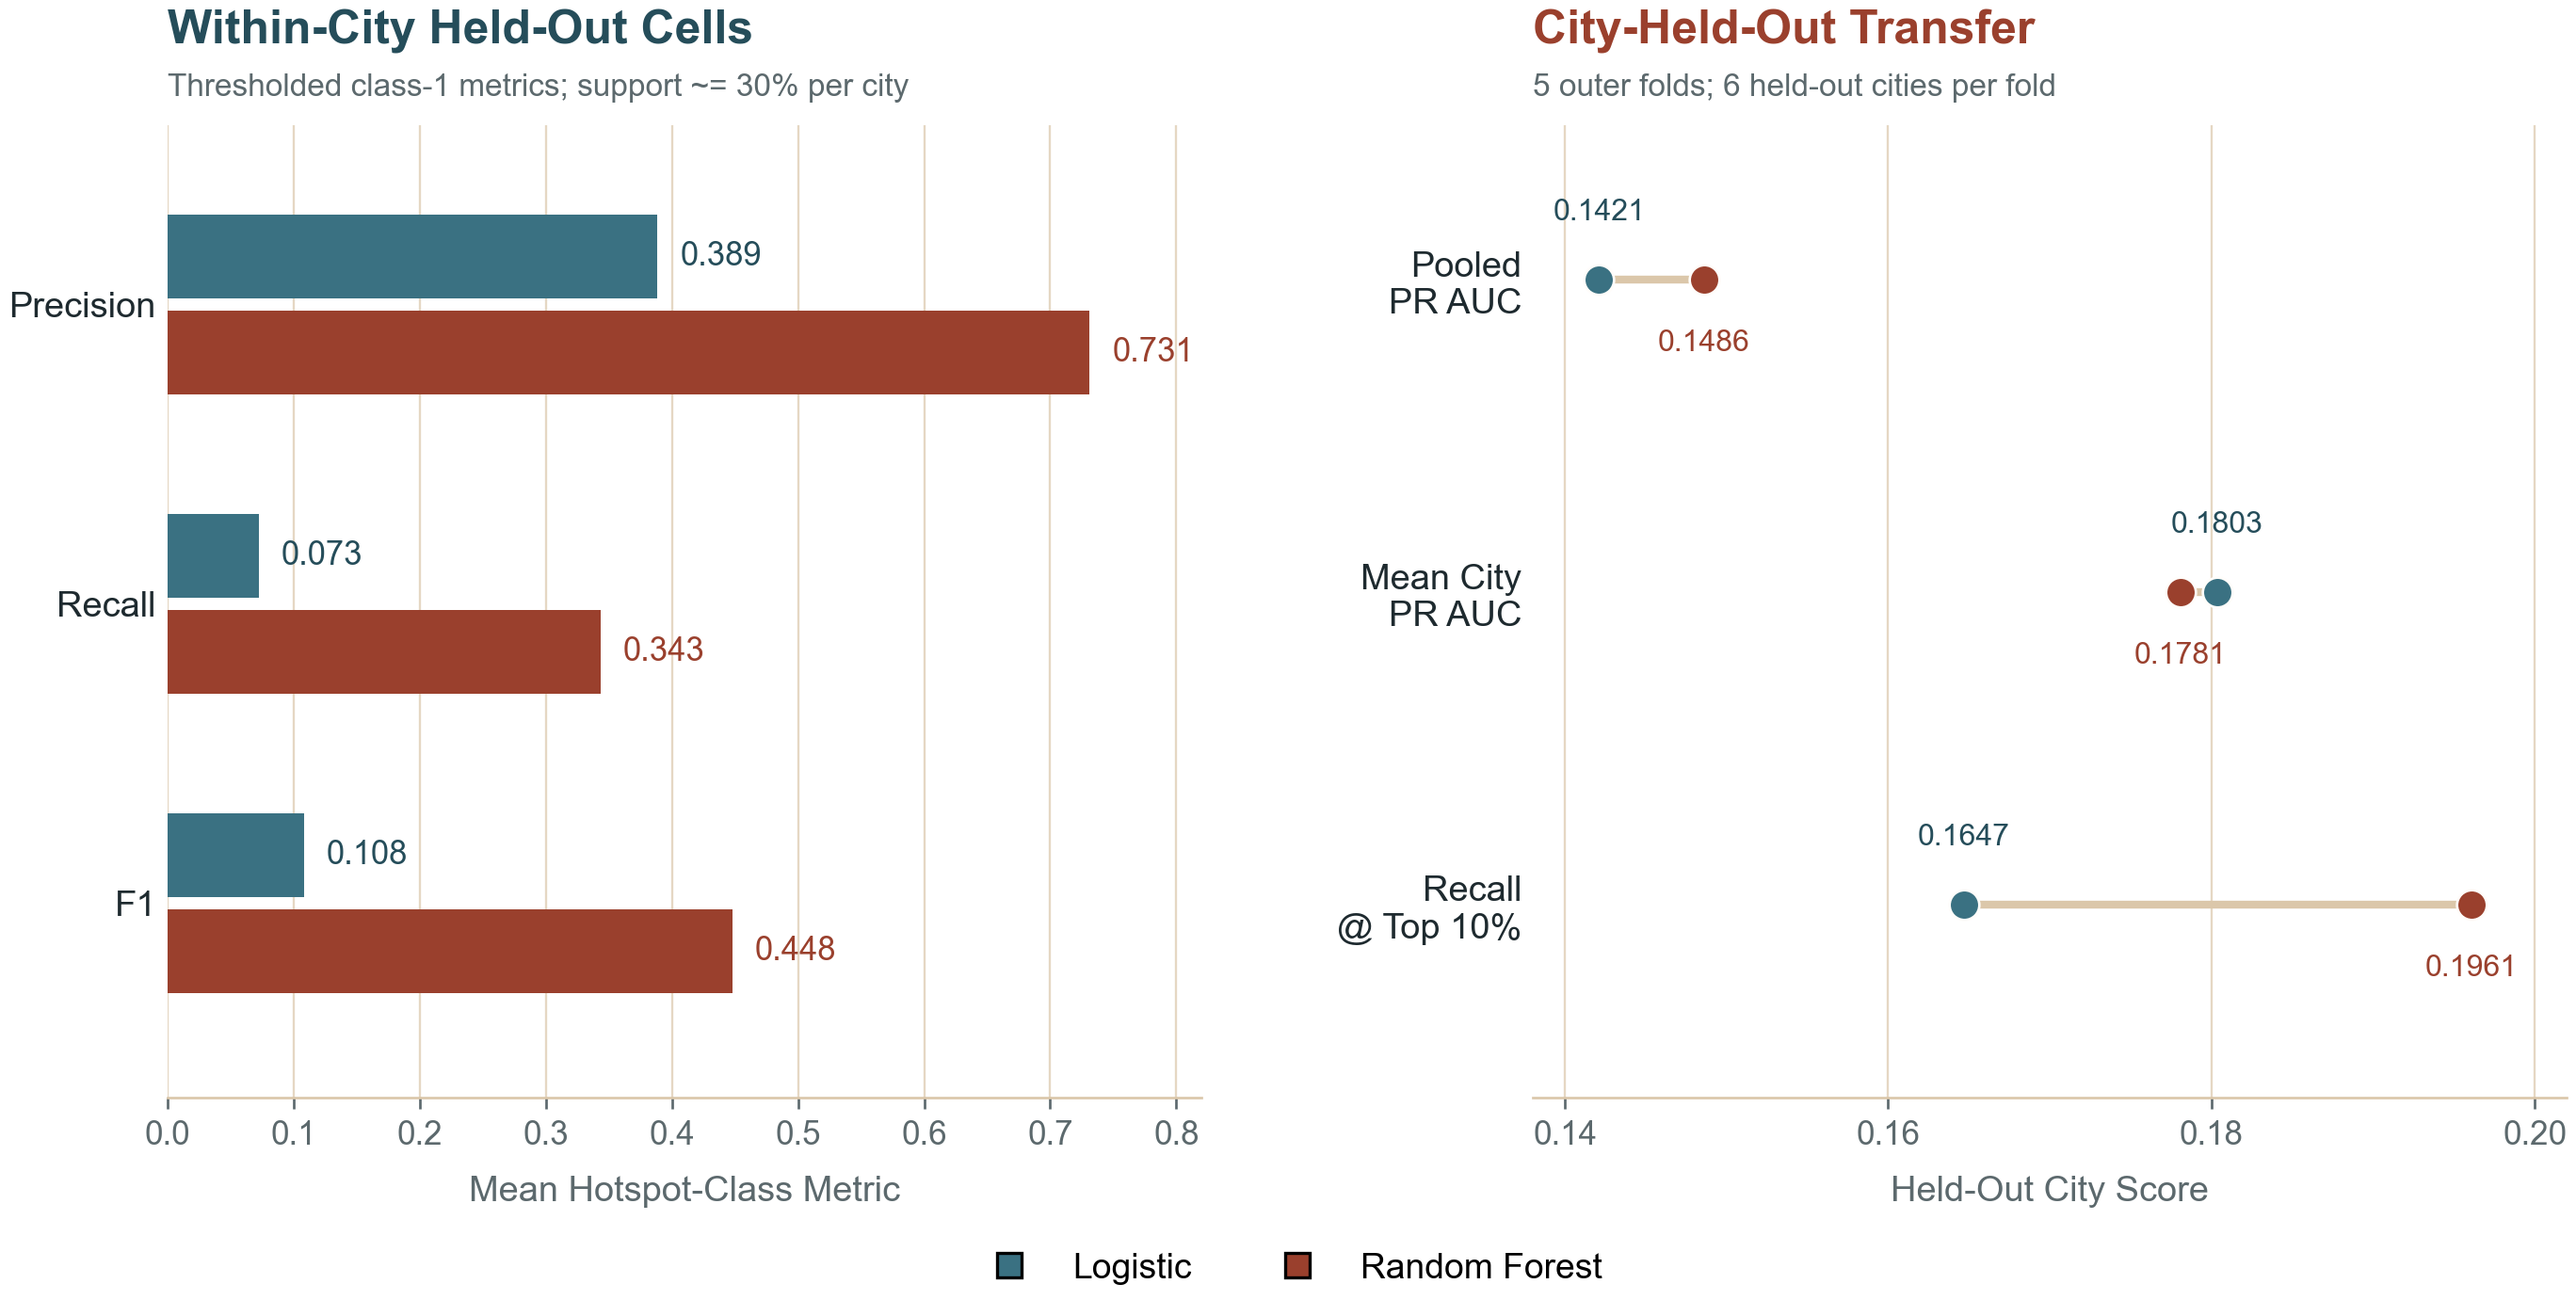 Within-City Held-Out Cells
Thresholded class-1 metrics; support ~= 30% per city
Precision
0.389
0.731
Recall
0.073
0.343
F1
0.108
0.448
0.0 0.1 0.2 0.3 0.4 0.5 0.6 0.7 0.8
Mean Hotspot-Class Metric
City-Held-Out Transfer
5 outer folds; 6 held-out cities per fold
0.1421
Pooled
PR AUC
0.1486
0.1803
Mean City
PR AUC
0.1781
0.1647
Recall
@ Top 10%
0.1961
0.14 0.16 0.18 0.20
Held-Out City Score
Logistic Random Forest